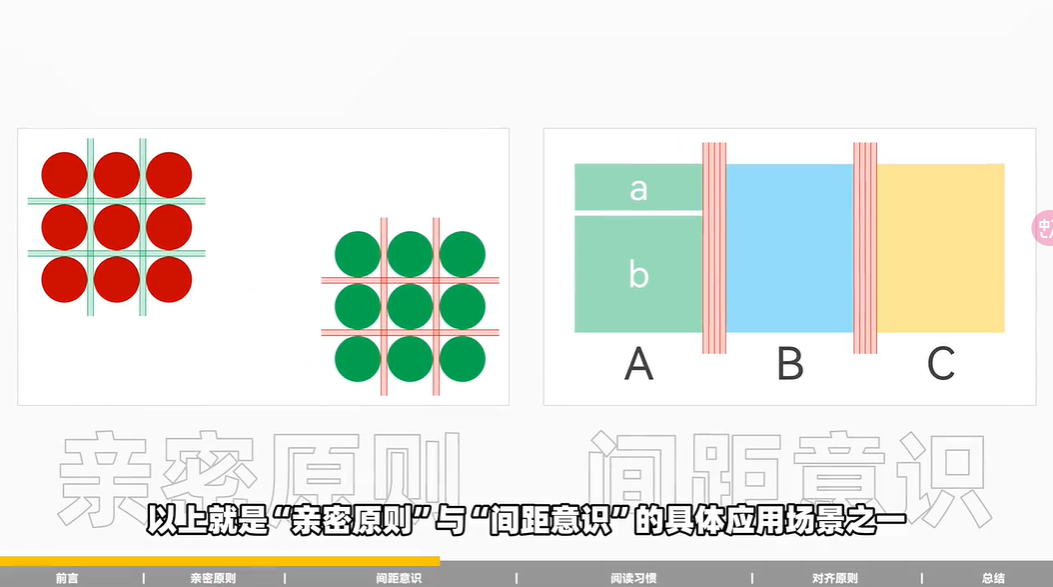 a
b
A B C
亲密原则 间距意识
以上就是“亲密原则”与“间距意识”的具体应用场景之一
前言 | 亲密原则 | 间距意识 | 阅读习惯 | 对齐原则 | 总结